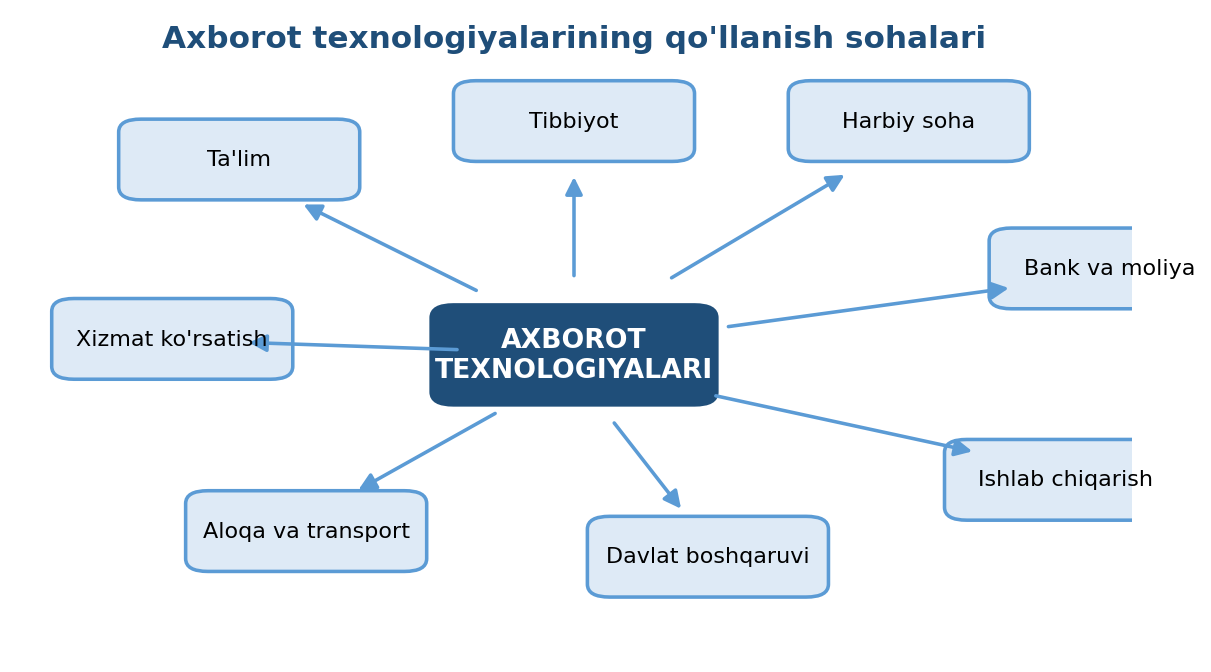 Axborot texnologiyalarining qo'llanish sohalari
Tibbiyot
Harbiy soha
Ta'lim
Bank va moliya
Xizmat ko'rsatish
AXBOROT
TEXNOLOGIYALARI
Ishlab chiqarish
Aloqa va transport
Davlat boshqaruvi